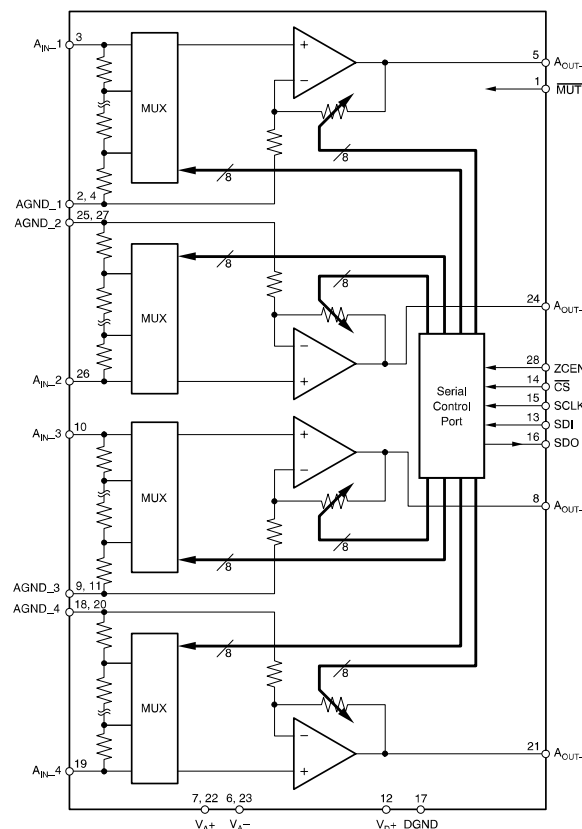 A_IN_1 3
MUX
+
−
5 A_OUT-
1 M̅U̅T̅
8
8
AGND_1 2, 4
AGND_2 25, 27
8
8
MUX
24 A_OUT-
−
+
A_IN_2 26
Serial
Control
Port
28 ZCEN
14 C̅S̅
15 SCLK
13 SDI
16 SDO
A_IN_3 10
MUX
+
−
8 A_OUT-
8
8
AGND_3 9, 11
AGND_4 18, 20
8
8
MUX
−
+
21 A_OUT-
A_IN_4 19
7, 22 6, 23 12 17
V_A+ V_A− V_D+ DGND